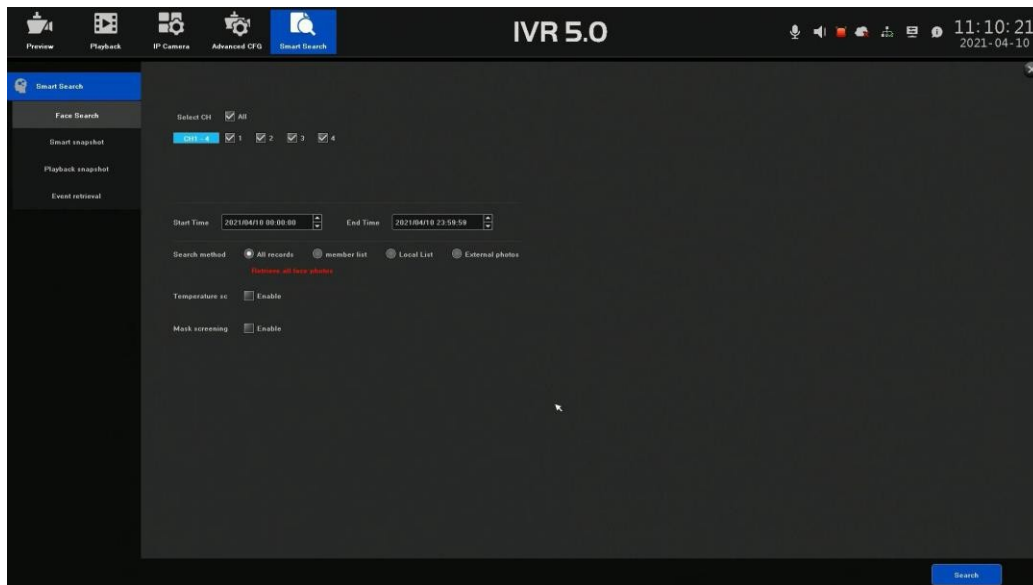 IVR 5.0
11:10:21
2021-04-10
Preview
Playback
IP Camera
Advanced CFG
Smart Search
Smart Search
Face Search
Smart snapshot
Playback snapshot
Event retrieval
Select CH All
CH1 - 4 1 2 3 4
Start Time 2021/04/10 00:00:00 End Time 2021/04/10 23:59:59
Search method All records member list Local List External photos
Retrieve all face photos
Temperature sc Enable
Mask screening Enable
Search